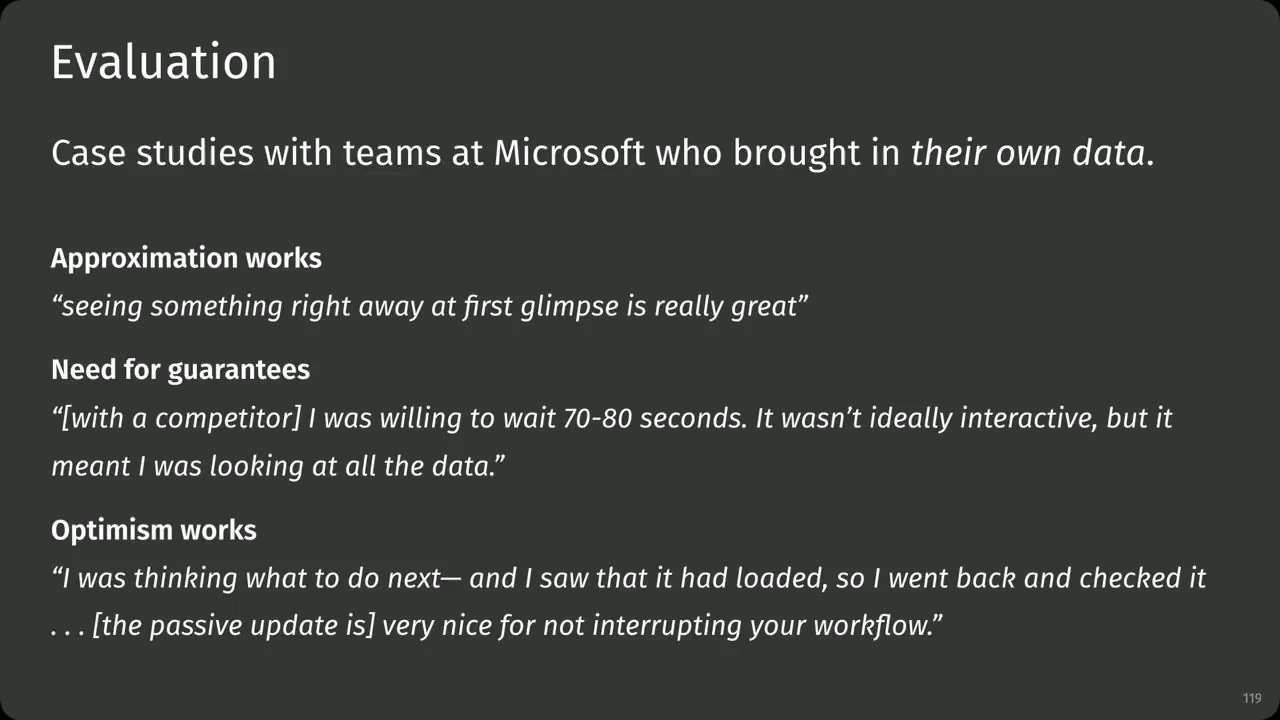 Evaluation
Case studies with teams at Microsoft who brought in their own data.
Approximation works
“seeing something right away at first glimpse is really great”
Need for guarantees
“[with a competitor] I was willing to wait 70-80 seconds. It wasn’t ideally interactive, but it
meant I was looking at all the data.”
Optimism works
“I was thinking what to do next— and I saw that it had loaded, so I went back and checked it
. . . [the passive update is] very nice for not interrupting your workflow.”
119